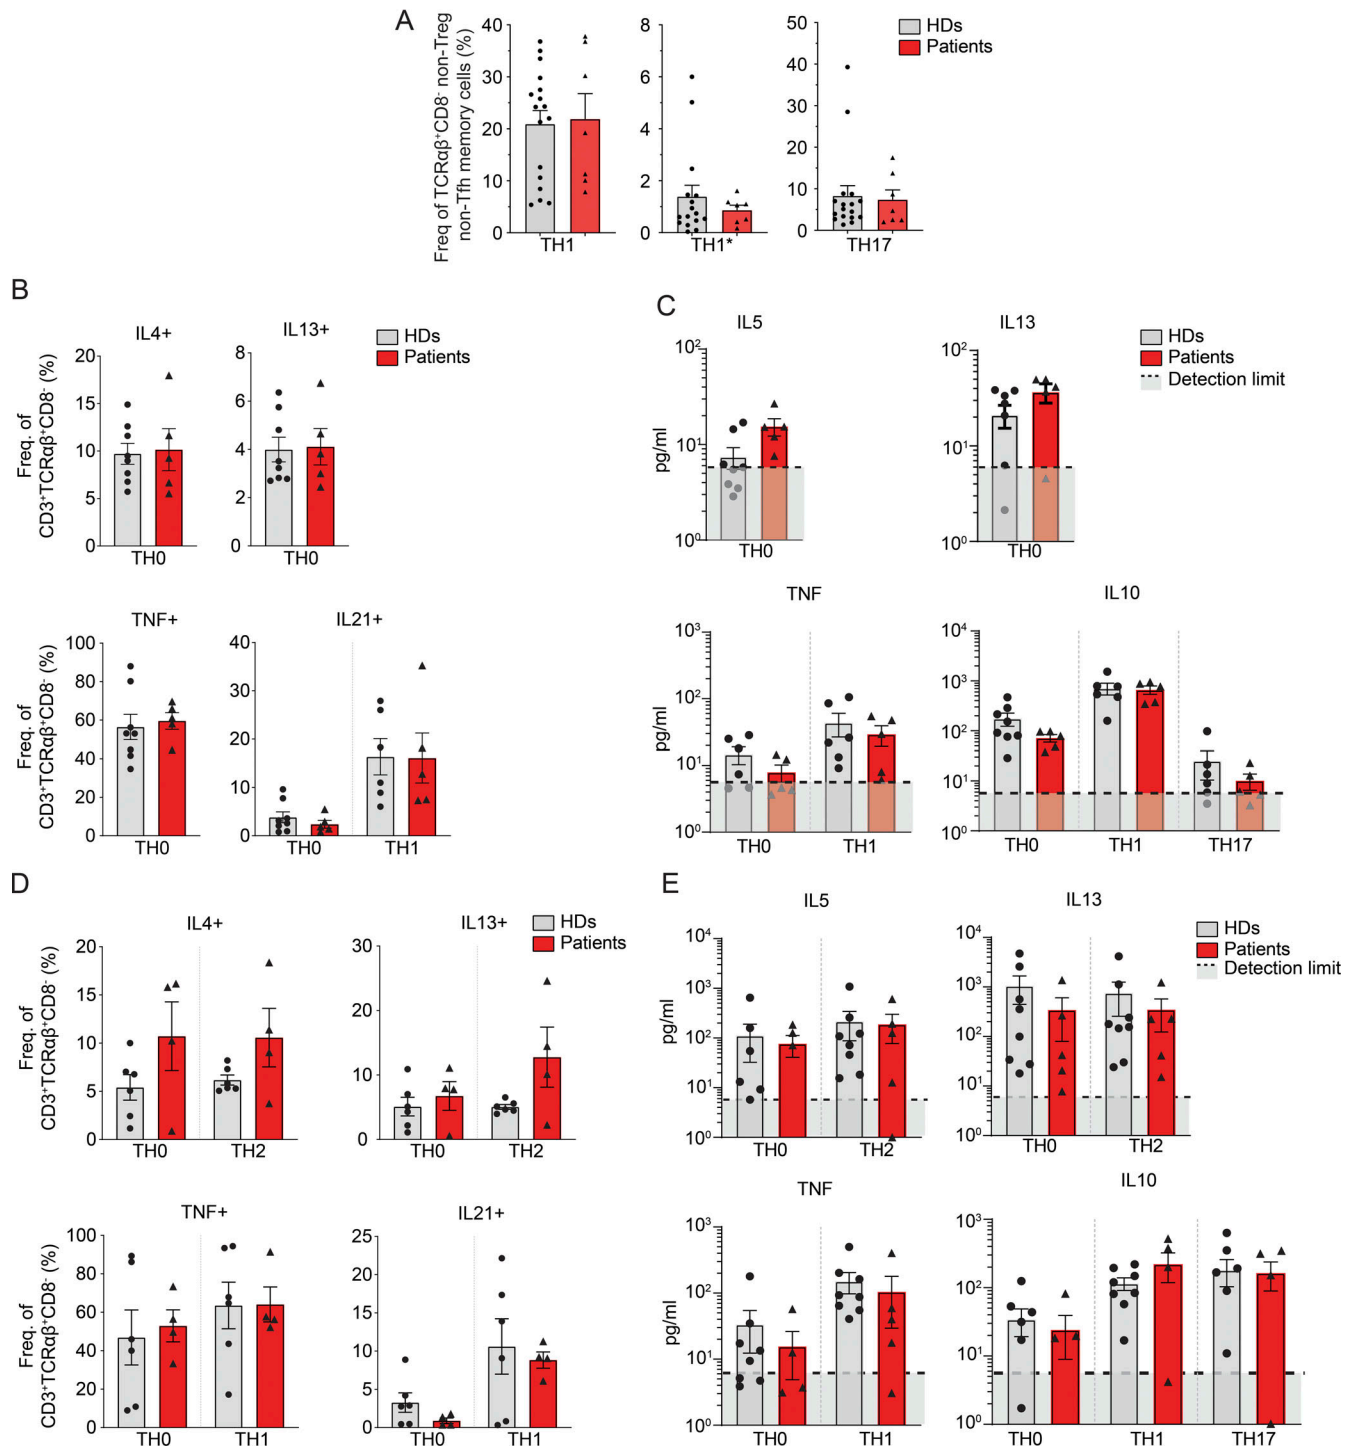 A
Freq of TCRαβ⁺CD8⁻ non-Treg
non-Tfh memory cells (%)
40
30
20
10
0
TH1
8
6
4
2
0
TH1*
50
40
30
20
10
0
TH17
HDs
Patients
B
IL4+
IL13+
HDs
Patients
Freq. of
CD3⁺TCRαβ⁺CD8⁻ (%)
20
15
10
5
0
TH0
8
6
4
2
0
TH0
TNF+
IL21+
Freq. of
CD3⁺TCRαβ⁺CD8⁻ (%)
100
80
60
40
20
0
TH0
40
30
20
10
0
TH0
TH1
C
IL5
IL13
HDs
Patients
Detection limit
pg/ml
10²
10¹
10⁰
TH0
10²
10¹
10⁰
TH0
TNF
IL10
pg/ml
10³
10²
10¹
10⁰
TH0
TH1
10⁴
10³
10²
10¹
10⁰
TH0
TH1
TH17
D
IL4+
IL13+
HDs
Patients
Freq. of
CD3⁺TCRαβ⁺CD8⁻ (%)
20
15
10
5
0
TH0
TH2
30
20
10
0
TH0
TH2
TNF+
IL21+
Freq. of
CD3⁺TCRαβ⁺CD8⁻ (%)
100
80
60
40
20
0
TH0
TH1
25
20
15
10
5
0
TH0
TH1
E
IL5
IL13
HDs
Patients
Detection limit
pg/ml
10⁴
10³
10²
10¹
10⁰
TH0
TH2
10⁴
10³
10²
10¹
10⁰
TH0
TH2
TNF
IL10
pg/ml
10³
10²
10¹
10⁰
TH0
TH1
10³
10²
10¹
10⁰
TH0
TH1
TH17